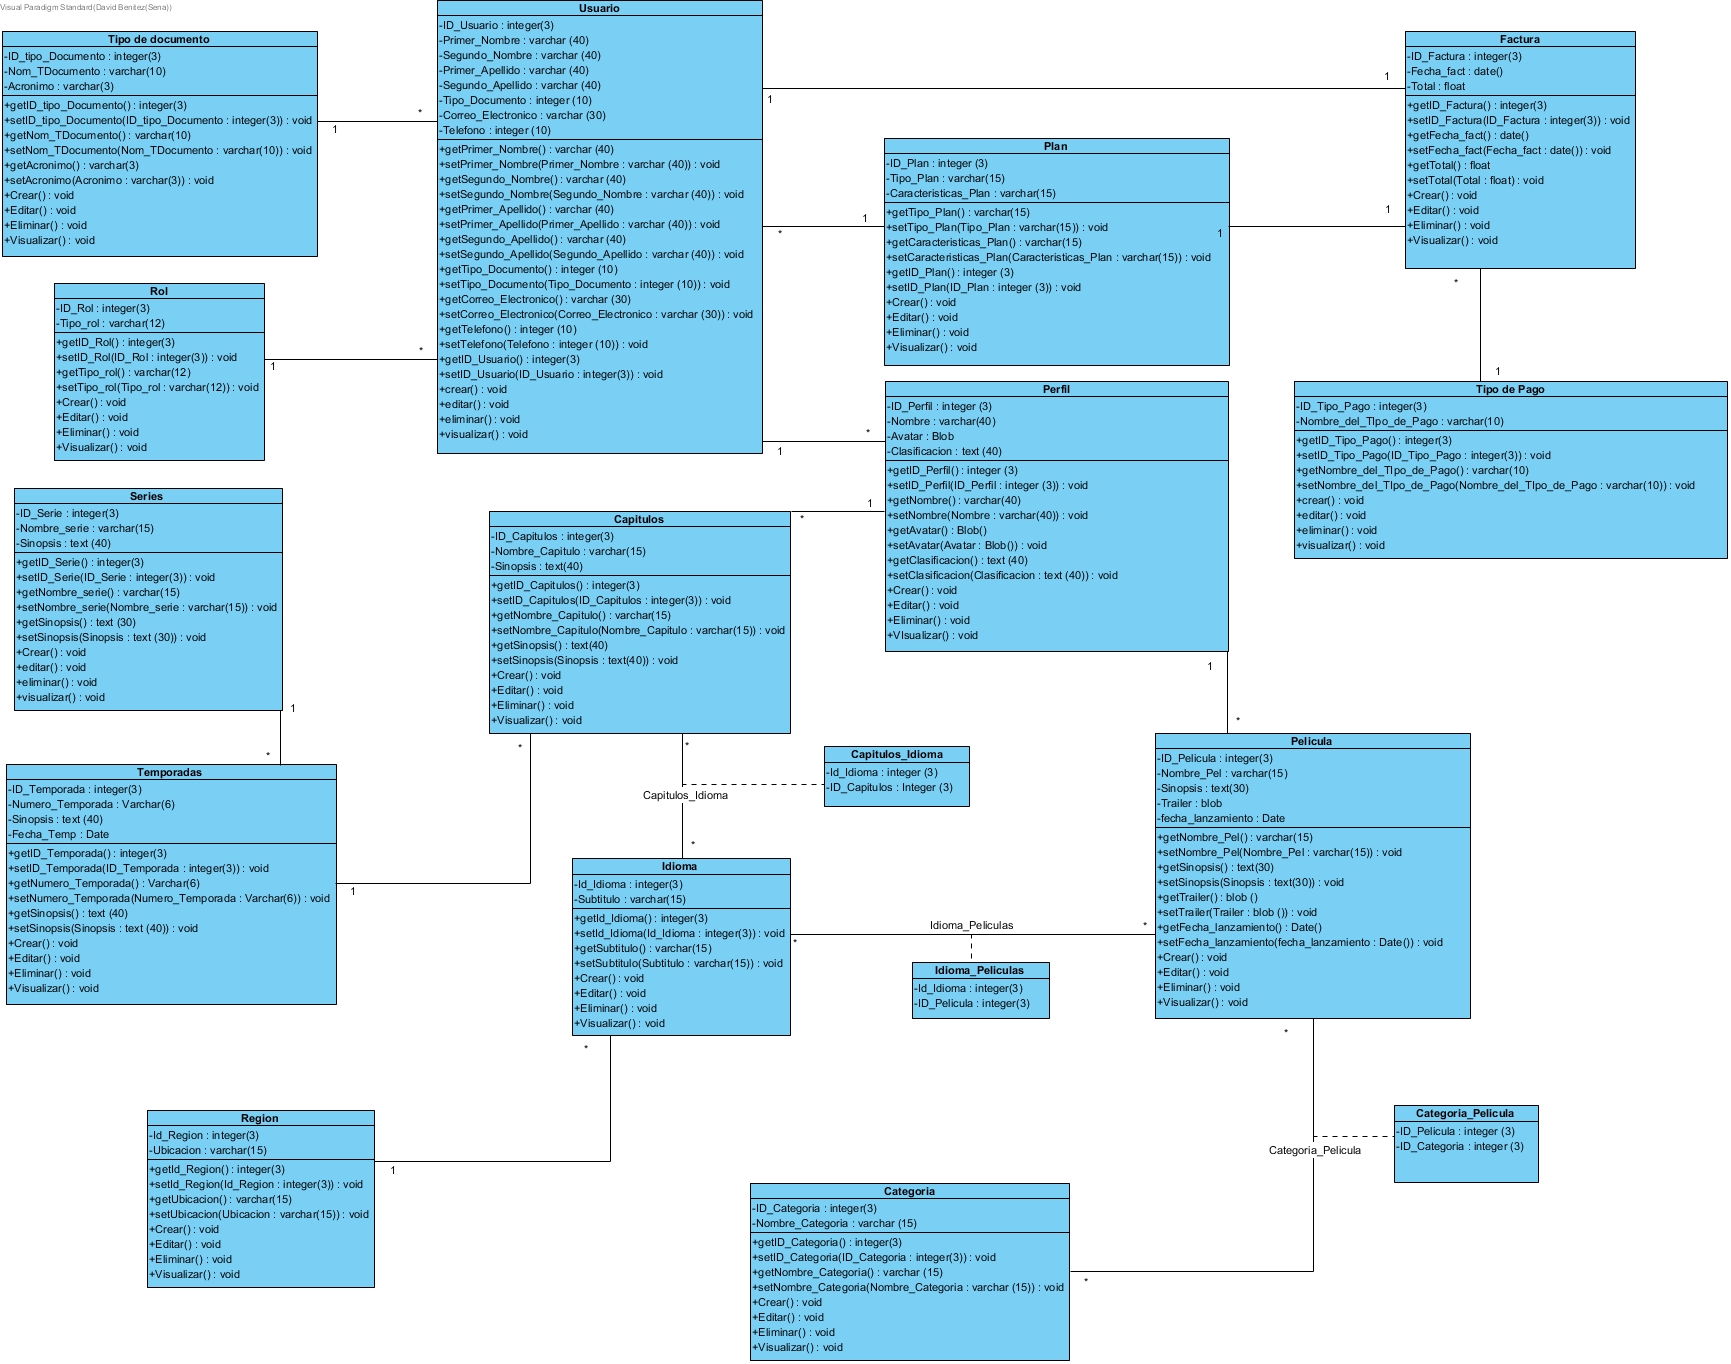 Visual Paradigm Standard(David Benitez(Sena))
Tipo de documento
-ID_tipo_Documento : integer(3)
-Nom_TDocumento : varchar(10)
-Acronimo : varchar(3)
+getID_tipo_Documento() : integer(3)
+setID_tipo_Documento(ID_tipo_Documento : integer(3)) : void
+getNom_TDocumento() : varchar(10)
+setNom_TDocumento(Nom_TDocumento : varchar(10)) : void
+getAcronimo() : varchar(3)
+setAcronimo(Acronimo : varchar(3)) : void
+Crear() : void
+Editar() : void
+Eliminar() : void
+Visualizar() : void
1
*
Usuario
-ID_Usuario : integer(3)
-Primer_Nombre : varchar (40)
-Segundo_Nombre : varchar (40)
-Primer_Apellido : varchar (40)
-Segundo_Apellido : varchar (40)
-Tipo_Documento : integer (10)
-Correo_Electronico : varchar (30)
-Telefono : integer (10)
+getPrimer_Nombre() : varchar (40)
+setPrimer_Nombre(Primer_Nombre : varchar (40)) : void
+getSegundo_Nombre() : varchar (40)
+setSegundo_Nombre(Segundo_Nombre : varchar (40)) : void
+getPrimer_Apellido() : varchar (40)
+setPrimer_Apellido(Primer_Apellido : varchar (40)) : void
+getSegundo_Apellido() : varchar (40)
+setSegundo_Apellido(Segundo_Apellido : varchar (40)) : void
+getTipo_Documento() : integer (10)
+setTipo_Documento(Tipo_Documento : integer (10)) : void
+getCorreo_Electronico() : varchar (30)
+setCorreo_Electronico(Correo_Electronico : varchar (30)) : void
+getTelefono() : integer (10)
+setTelefono(Telefono : integer (10)) : void
+getID_Usuario() : integer(3)
+setID_Usuario(ID_Usuario : integer(3)) : void
+crear() : void
+editar() : void
+eliminar() : void
+visualizar() : void
1
1
Factura
-ID_Factura : integer(3)
-Fecha_fact : date()
-Total : float
+getID_Factura() : integer(3)
+setID_Factura(ID_Factura : integer(3)) : void
+getFecha_fact() : date()
+setFecha_fact(Fecha_fact : date()) : void
+getTotal() : float
+setTotal(Total : float) : void
+Crear() : void
+Editar() : void
+Eliminar() : void
+Visualizar() : void
*
1
Plan
-ID_Plan : integer (3)
-Tipo_Plan : varchar(15)
-Caracteristicas_Plan : varchar(15)
+getTipo_Plan() : varchar(15)
+setTipo_Plan(Tipo_Plan : varchar(15)) : void
+getCaracteristicas_Plan() : varchar(15)
+setCaracteristicas_Plan(Caracteristicas_Plan : varchar(15)) : void
+getID_Plan() : integer (3)
+setID_Plan(ID_Plan : integer (3)) : void
+Crear() : void
+Editar() : void
+Eliminar() : void
+Visualizar() : void
1
1
*
1
Rol
-ID_Rol : integer(3)
-Tipo_rol : varchar(12)
+getID_Rol() : integer(3)
+setID_Rol(ID_Rol : integer(3)) : void
+getTipo_rol() : varchar(12)
+setTipo_rol(Tipo_rol : varchar(12)) : void
+Crear() : void
+Editar() : void
+Eliminar() : void
+Visualizar() : void
1
*
Tipo de Pago
-ID_Tipo_Pago : integer(3)
-Nombre_del_TIpo_de_Pago : varchar(10)
+getID_Tipo_Pago() : integer(3)
+setID_Tipo_Pago(ID_Tipo_Pago : integer(3)) : void
+getNombre_del_TIpo_de_Pago() : varchar(10)
+setNombre_del_TIpo_de_Pago(Nombre_del_TIpo_de_Pago : varchar(10)) : void
+crear() : void
+editar() : void
+eliminar() : void
+visualizar() : void
Perfil
-ID_Perfil : integer (3)
-Nombre : varchar(40)
-Avatar : Blob
-Clasificacion : text (40)
+getID_Perfil() : integer (3)
+setID_Perfil(ID_Perfil : integer (3)) : void
+getNombre() : varchar(40)
+setNombre(Nombre : varchar(40)) : void
+getAvatar() : Blob()
+setAvatar(Avatar : Blob()) : void
+getClasificacion() : text (40)
+setClasificacion(Clasificacion : text (40)) : void
+Crear() : void
+Editar() : void
+Eliminar() : void
+VIsualizar() : void
*
1
1
*
1
*
Series
-ID_Serie : integer(3)
-Nombre_serie : varchar(15)
-Sinopsis : text (40)
+getID_Serie() : integer(3)
+setID_Serie(ID_Serie : integer(3)) : void
+getNombre_serie() : varchar(15)
+setNombre_serie(Nombre_serie : varchar(15)) : void
+getSinopsis() : text (30)
+setSinopsis(Sinopsis : text (30)) : void
+Crear() : void
+editar() : void
+eliminar() : void
+visualizar() : void
1
*
Capitulos
-ID_Capitulos : integer(3)
-Nombre_Capitulo : varchar(15)
-Sinopsis : text(40)
+getID_Capitulos() : integer(3)
+setID_Capitulos(ID_Capitulos : integer(3)) : void
+getNombre_Capitulo() : varchar(15)
+setNombre_Capitulo(Nombre_Capitulo : varchar(15)) : void
+getSinopsis() : text(40)
+setSinopsis(Sinopsis : text(40)) : void
+Crear() : void
+Editar() : void
+Eliminar() : void
+Visualizar() : void
*
*
Capitulos_Idioma
*
Capitulos_Idioma
-Id_Idioma : integer (3)
-ID_Capitulos : Integer (3)
Temporadas
-ID_Temporada : integer(3)
-Numero_Temporada : Varchar(6)
-Sinopsis : text (40)
-Fecha_Temp : Date
+getID_Temporada() : integer(3)
+setID_Temporada(ID_Temporada : integer(3)) : void
+getNumero_Temporada() : Varchar(6)
+setNumero_Temporada(Numero_Temporada : Varchar(6)) : void
+getSinopsis() : text (40)
+setSinopsis(Sinopsis : text (40)) : void
+Crear() : void
+Editar() : void
+Eliminar() : void
+Visualizar() : void
1
Idioma
-Id_Idioma : integer(3)
-Subtitulo : varchar(15)
+getId_Idioma() : integer(3)
+setId_Idioma(Id_Idioma : integer(3)) : void
+getSubtitulo() : varchar(15)
+setSubtitulo(Subtitulo : varchar(15)) : void
+Crear() : void
+Editar() : void
+Eliminar() : void
+Visualizar() : void
*
*
Idioma_Peliculas
*
Idioma_Peliculas
-Id_Idioma : integer(3)
-ID_Pelicula : integer(3)
Pelicula
-ID_Pelicula : integer(3)
-Nombre_Pel : varchar(15)
-Sinopsis : text(30)
-Trailer : blob
-fecha_lanzamiento : Date
+getNombre_Pel() : varchar(15)
+setNombre_Pel(Nombre_Pel : varchar(15)) : void
+getSinopsis() : text(30)
+setSinopsis(Sinopsis : text(30)) : void
+getTrailer() : blob ()
+setTrailer(Trailer : blob ()) : void
+getFecha_lanzamiento() : Date()
+setFecha_lanzamiento(fecha_lanzamiento : Date()) : void
+Crear() : void
+Editar() : void
+Eliminar() : void
+Visualizar() : void
*
Categoria_Pelicula
Categoria_Pelicula
-ID_Pelicula : integer (3)
-ID_Categoria : integer (3)
Region
-Id_Region : integer(3)
-Ubicacion : varchar(15)
+getId_Region() : integer(3)
+setId_Region(Id_Region : integer(3)) : void
+getUbicacion() : varchar(15)
+setUbicacion(Ubicacion : varchar(15)) : void
+Crear() : void
+Editar() : void
+Eliminar() : void
+Visualizar() : void
1
Categoria
-ID_Categoria : integer(3)
-Nombre_Categoria : varchar (15)
+getID_Categoria() : integer(3)
+setID_Categoria(ID_Categoria : integer(3)) : void
+getNombre_Categoria() : varchar (15)
+setNombre_Categoria(Nombre_Categoria : varchar (15)) : void
+Crear() : void
+Editar() : void
+Eliminar() : void
+Visualizar() : void
*